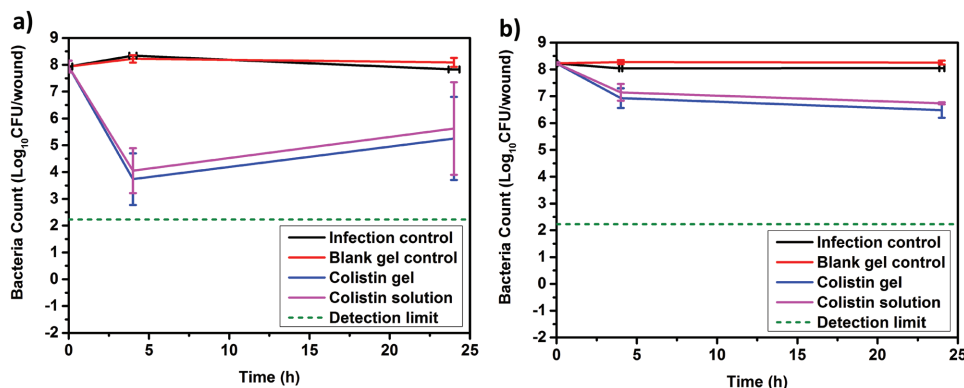 a)
Bacteria Count (Log₁₀CFU/wound)
9
8
7
6
5
4
3
2
1
0
-1
-2
Infection control
Blank gel control
Colistin gel
Colistin solution
Detection limit
0 5 10 15 20 25
Time (h)
b)
Bacteria Count (Log₁₀CFU/wound)
9
8
7
6
5
4
3
2
1
0
-1
-2
Infection control
Blank gel control
Colistin gel
Colistin solution
Detection limit
0 5 10 15 20 25
Time (h)